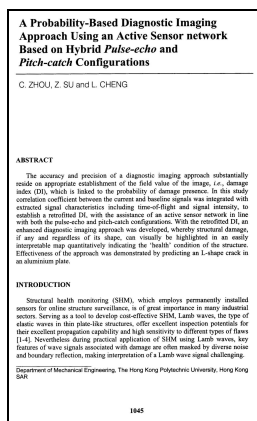 A Probability-Based Diagnostic Imaging
Approach Using an Active Sensor network
Based on Hybrid Pulse-echo and
Pitch-catch Configurations
C. ZHOU, Z. SU and L. CHENG
ABSTRACT
The accuracy and precision of a diagnostic imaging approach substantially
reside on appropriate establishment of the field value of the image, i.e., damage
index (DI), which is linked to the probability of damage presence. In this study
correlation coefficient between the current and baseline signals was integrated with
extracted signal characteristics including time-of-flight and signal intensity, to
establish a retrofitted DI, with the assistance of an active sensor network in line
with both the pulse-echo and pitch-catch configurations. With the retrofitted DI, an
enhanced diagnostic imaging approach was developed, whereby structural damage,
if any and regardless of its shape, can visually be highlighted in an easily
interpretable map quantitatively indicating the 'health' condition of the structure.
Effectiveness of the approach was demonstrated by predicting an L-shape crack in
an aluminium plate.
INTRODUCTION
Structural health monitoring (SHM), which employs permanently installed
sensors for online structure surveillance, is of great importance in many industrial
sectors. Serving as a tool to develop cost-effective SHM, Lamb waves, the type of
elastic waves in thin plate-like structures, offer excellent inspection potentials for
their excellent propagation capability and high sensitivity to different types of flaws
[1-4]. Nevertheless during practical application of SHM using Lamb waves, key
features of wave signals associated with damage are often masked by diverse noise
and boundary reflection, making interpretation of a Lamb wave signal challenging.
Department of Mechanical Engineering, The Hong Kong Polytechnic University, Hong Kong
SAR
1045